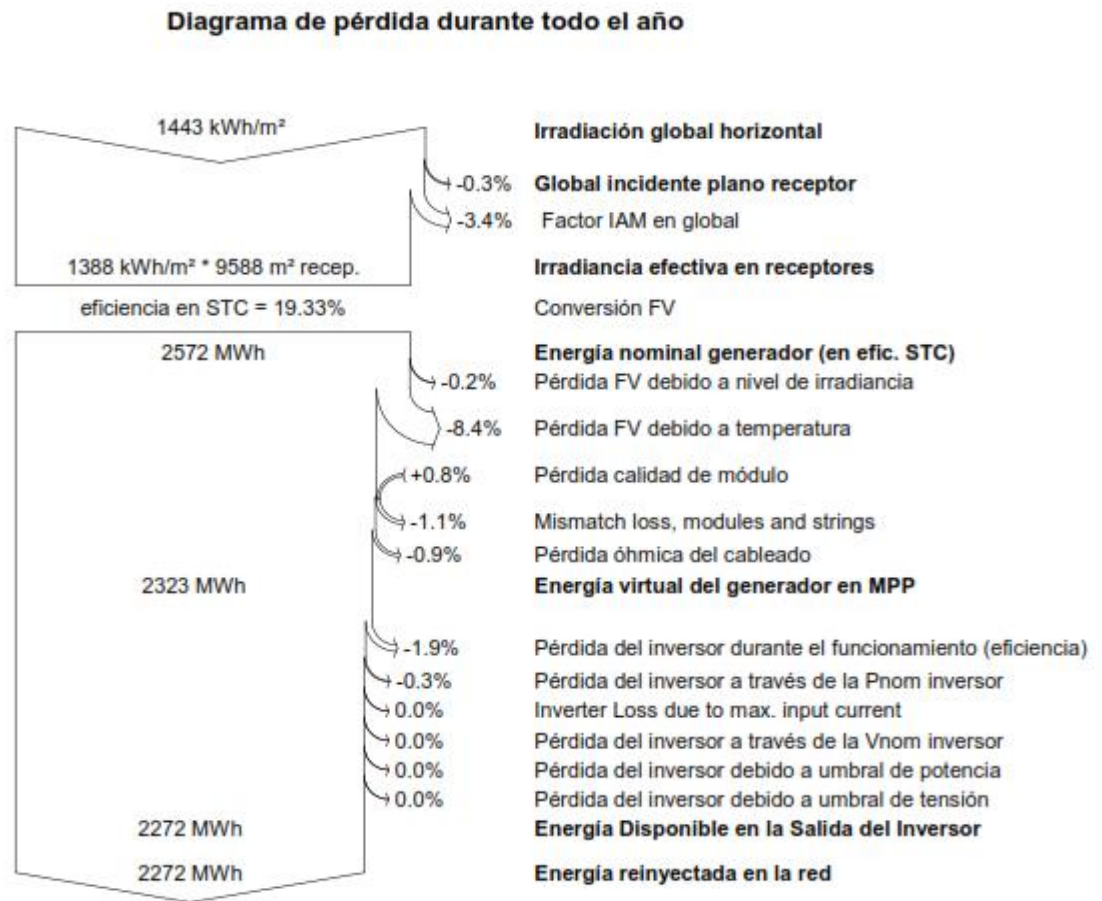 Diagrama de pérdida durante todo el año
1443 kWh/m² Irradiación global horizontal
-0.3% Global incidente plano receptor
-3.4% Factor IAM en global
1388 kWh/m² * 9588 m² recep. Irradiancia efectiva en receptores
eficiencia en STC = 19.33% Conversión FV
2572 MWh Energía nominal generador (en efic. STC)
-0.2% Pérdida FV debido a nivel de irradiancia
-8.4% Pérdida FV debido a temperatura
+0.8% Pérdida calidad de módulo
-1.1% Mismatch loss, modules and strings
-0.9% Pérdida óhmica del cableado
2323 MWh Energía virtual del generador en MPP
-1.9% Pérdida del inversor durante el funcionamiento (eficiencia)
-0.3% Pérdida del inversor a través de la Pnom inversor
0.0% Inverter Loss due to max. input current
0.0% Pérdida del inversor a través de la Vnom inversor
0.0% Pérdida del inversor debido a umbral de potencia
0.0% Pérdida del inversor debido a umbral de tensión
2272 MWh Energía Disponible en la Salida del Inversor
2272 MWh Energía reinyectada en la red